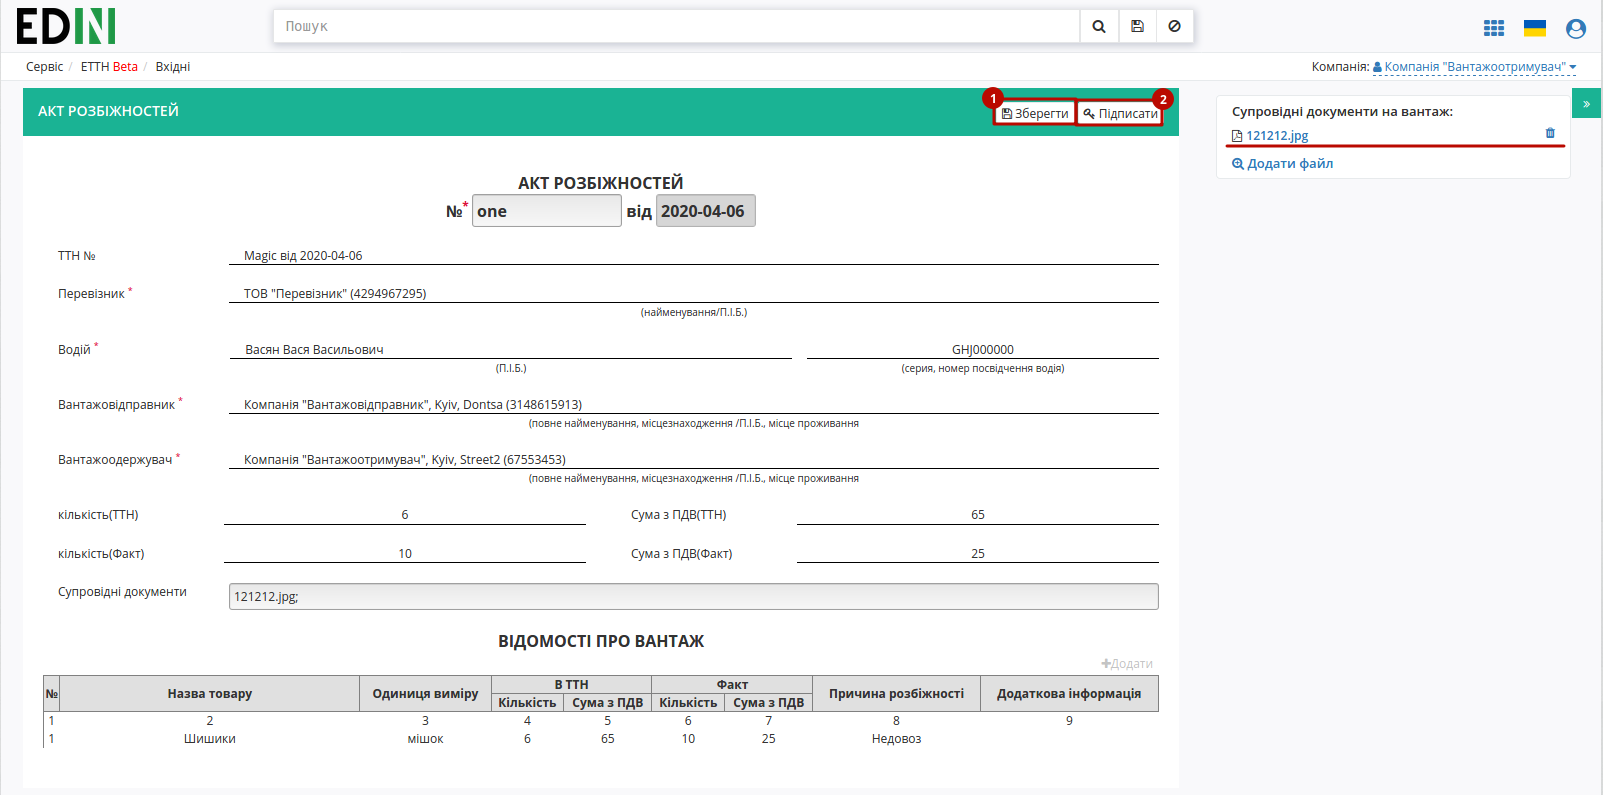 EDIN
Пошук
Сервіс / ЕТТН Beta / Вхідні
Компанія: Компанія "Вантажоотримувач"
АКТ РОЗБІЖНОСТЕЙ
1
Зберегти
2
Підписати
»
Супровідні документи на вантаж:
121212.jpg
Додати файл
АКТ РОЗБІЖНОСТЕЙ
№* one від 2020-04-06
ТТН № Magic від 2020-04-06
Перевізник * ТОВ "Перевізник" (4294967295)
(найменування/П.І.Б.)
Водій * Васян Вася Васильович GHJ000000
(П.І.Б.) (серия, номер посвідчення водія)
Вантажовідправник * Компанія "Вантажовідправник", Kyiv, Dontsa (3148615913)
(повне найменування, місцезнаходження /П.І.Б., місце проживання
Вантажоодержувач * Компанія "Вантажоотримувач", Kyiv, Street2 (67553453)
(повне найменування, місцезнаходження /П.І.Б., місце проживання
кількість(ТТН) 6 Сума з ПДВ(ТТН) 65
кількість(Факт) 10 Сума з ПДВ(Факт) 25
Супровідні документи 121212.jpg;
ВІДОМОСТІ ПРО ВАНТАЖ
+Додати
№ Назва товару Одиниця виміру В ТТН Факт Причина розбіжності Додаткова інформація
Кількість Сума з ПДВ Кількість Сума з ПДВ
1 2 3 4 5 6 7 8 9
1 Шишики мішок 6 65 10 25 Недовоз